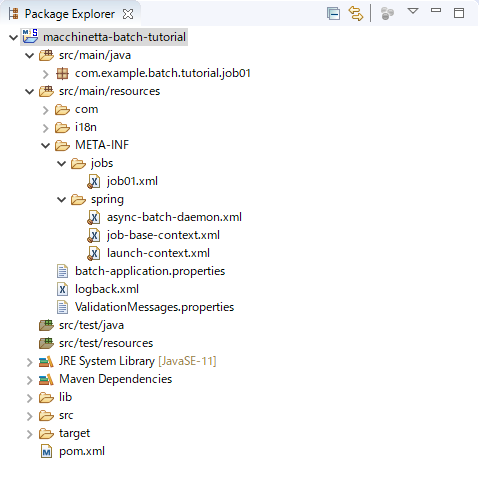 Package Explorer
macchinetta-batch-tutorial
src/main/java
com.example.batch.tutorial.job01
src/main/resources
com
i18n
META-INF
jobs
job01.xml
spring
async-batch-daemon.xml
job-base-context.xml
launch-context.xml
batch-application.properties
logback.xml
ValidationMessages.properties
src/test/java
src/test/resources
JRE System Library [JavaSE-11]
Maven Dependencies
lib
src
target
pom.xml